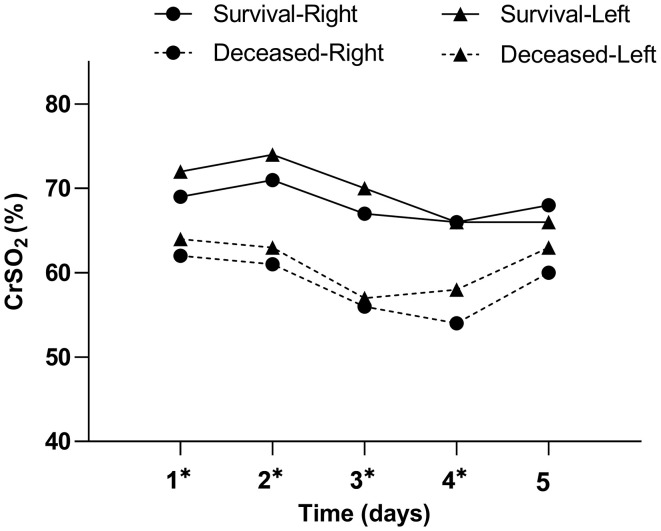 Survival-Right
Survival-Left
Deceased-Right
Deceased-Left
80
70
60
50
40
CrSO₂ (%)
1* 2* 3* 4* 5
Time (days)